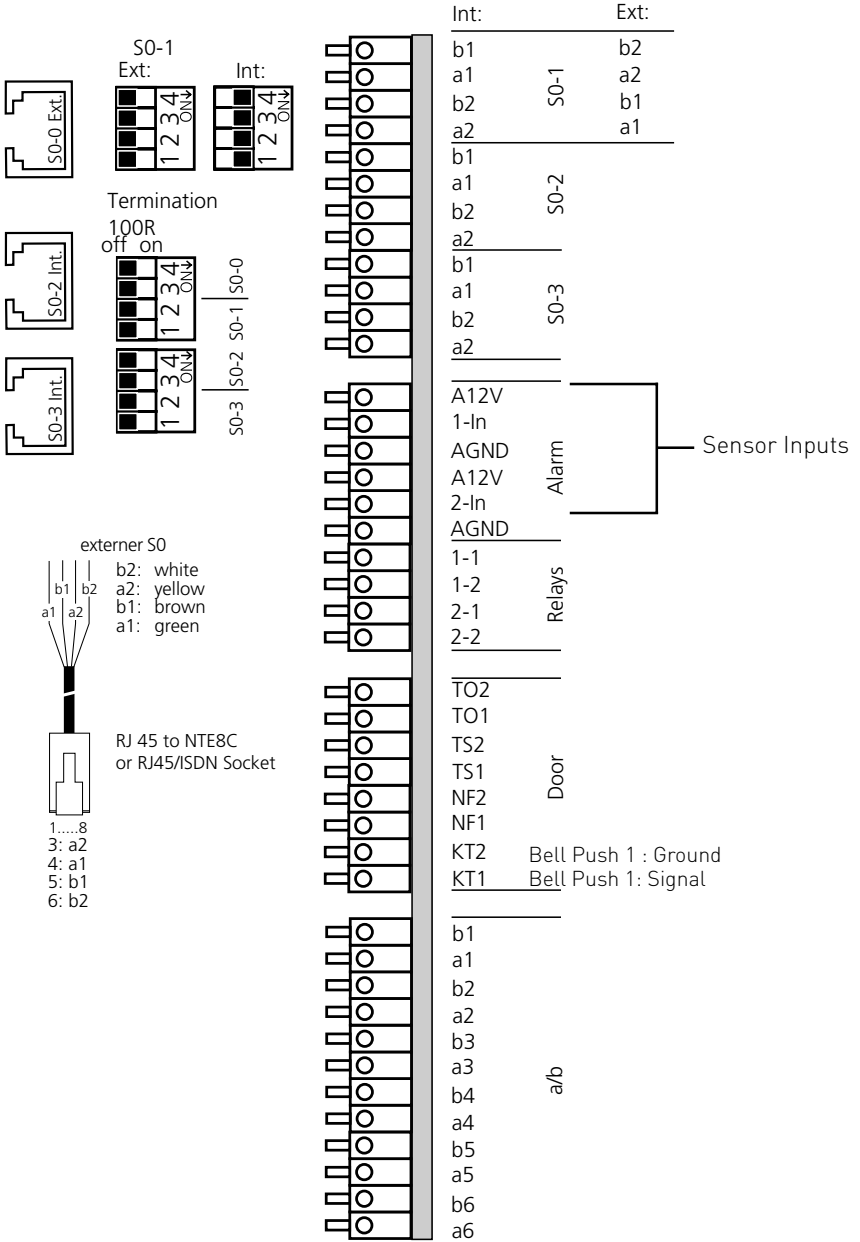 Int: Ext:
S0-1
Ext: Int:
1 2 3 4
ON
1 2 3 4
ON
S0-0 Ext.
S0-2 Int.
S0-3 Int.
Termination
100R
off on
1 2 3 4
ON
S0-1 S0-0
1 2 3 4
ON
S0-3 S0-2
b1 b2
a1 a2
b2 b1
a2 a1
S0-1
b1
a1
b2
a2
S0-2
b1
a1
b2
a2
S0-3
A12V
1-In
AGND
A12V
2-In
AGND
Alarm
Sensor Inputs
1-1
1-2
2-1
2-2
Relays
externer S0
b2: white
a2: yellow
b1: brown
a1: green
b1 b2
a1 a2
RJ 45 to NTE8C
or RJ45/ISDN Socket
1.....8
3: a2
4: a1
5: b1
6: b2
TO2
TO1
TS2
TS1
NF2
NF1
KT2 Bell Push 1 : Ground
KT1 Bell Push 1: Signal
Door
b1
a1
b2
a2
b3
a3
b4
a4
b5
a5
b6
a6
a/b